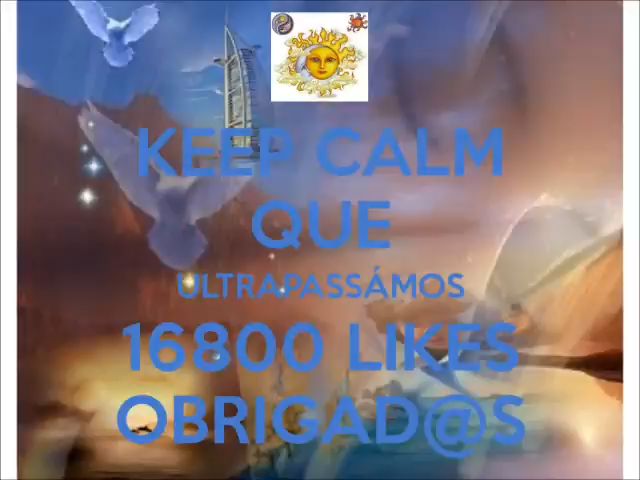 KEEP CALM
QUE
ULTRAPASSÁMOS
16800 LIKES
OBRIGAD@S